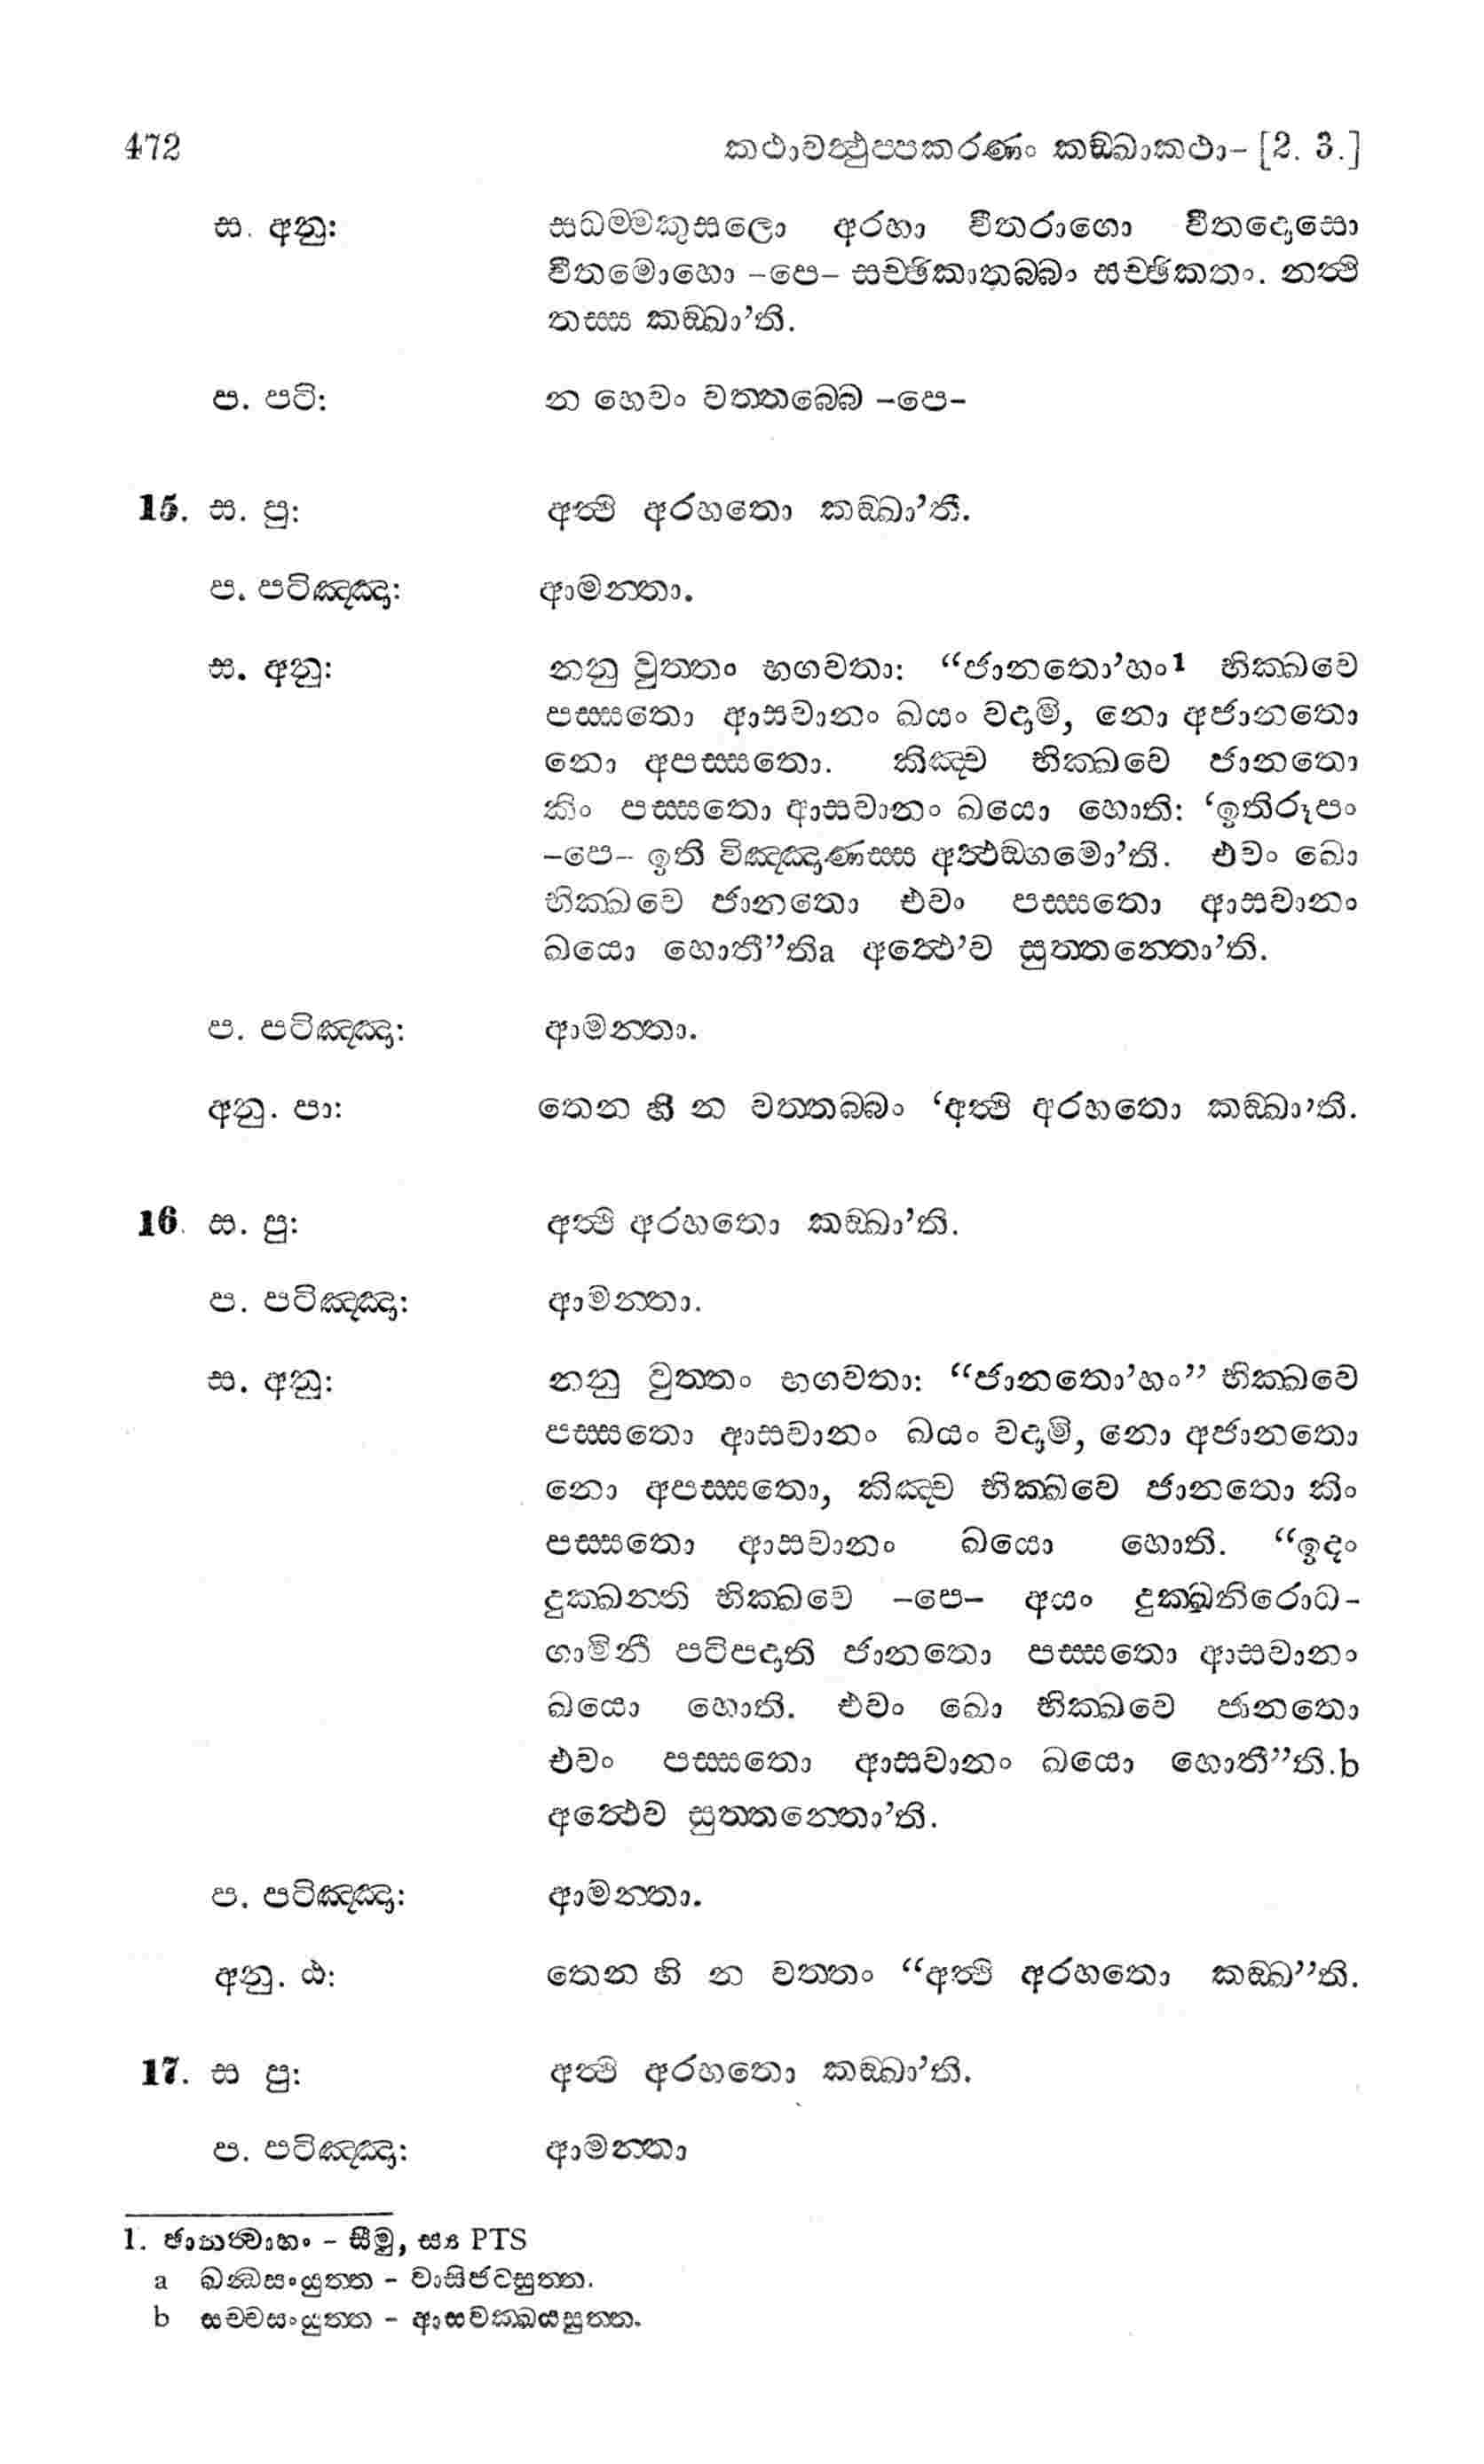 472 කථාවත්‍ථුප්පකරණං කඞ්ඛාකථා- [2. 3.]
ස. අනු: සධම්මකුසලො අරහා වීතරාගො වීතදොසො
වීතමොහො -පෙ- සච්ඡිකාතබ්බං සච්ඡිකතං. නත්‍ථි
තස්ස කඞ්ඛා’ති.
ප. පටි: න හෙවං වත්තබ්බෙ -පෙ-
15. ස. පු: අත්‍ථි අරහතො කඞ්ඛා’තී.
ප. පටිඤ්ඤා: ආමන්තා.
ස. අනු: නනු වුත්තං භගවතා: “ජානතො’හං1 භික්ඛවෙ
පස්සතො ආසවානං ඛයං වදාමි, නො අජානතො
නො අපස්සතො. කිඤ්ච භික්ඛවෙ ජානතො
කිං පස්සතො ආසවානං ඛයො හොති: ‘ඉතිරූපං
-පෙ- ඉති විඤ්ඤාණස්ස අත්‍ථඞ්ගමො’ති. එවං ඛො
භික්ඛවෙ ජානතො එවං පස්සතො ආසවානං
ඛයො හොතී”තිa අත්‍ථෙ’ව සුත්තන්තො’ති.
ප. පටිඤ්ඤා: ආමන්තා.
අනු. පා: තෙන හි න වත්තබ්බං ‘අත්‍ථි අරහතො කඞ්ඛා’ති.
16. ස. පු: අත්‍ථි අරහතො කඞ්ඛා’ති.
ප. පටිඤ්ඤා: ආමන්තා.
ස. අනු: නනු වුත්තං භගවතා: “ජානතො’හං” භික්ඛවෙ
පස්සතො ආසවානං ඛයං වදාමි, නො අජානතො
නො අපස්සතො, කිඤ්ච භික්ඛවෙ ජානතො කිං
පස්සතො ආසවානං ඛයො හොති. “ඉදං
දුක්ඛන්ති භික්ඛවෙ -පෙ- අයං දුක්ඛනිරොධ-
ගාමිනී පටිපදාති ජානතො පස්සතො ආසවානං
ඛයො හොති. එවං ඛො භික්ඛවෙ ජානතො
එවං පස්සතො ආසවානං ඛයො හොතී”ති.b
අත්‍ථෙව සුත්තන්තො’ති.
ප. පටිඤ්ඤා: ආමන්තා.
අනු. ඨ: තෙන හි න වත්තං “අත්‍ථි අරහතො කඞ්ඛ”ති.
17. ස පු: අත්‍ථි අරහතො කඞ්ඛා’ති.
ප. පටිඤ්ඤා: ආමන්තා
1. ජානත්‍වාහං - සීමු, ස්‍ය PTS
a ඛන්‍ධසංයුත්ත - වාසිජටසුත්ත.
b සච්චසංයුත්ත - ආසවක්ඛයසුත්ත.